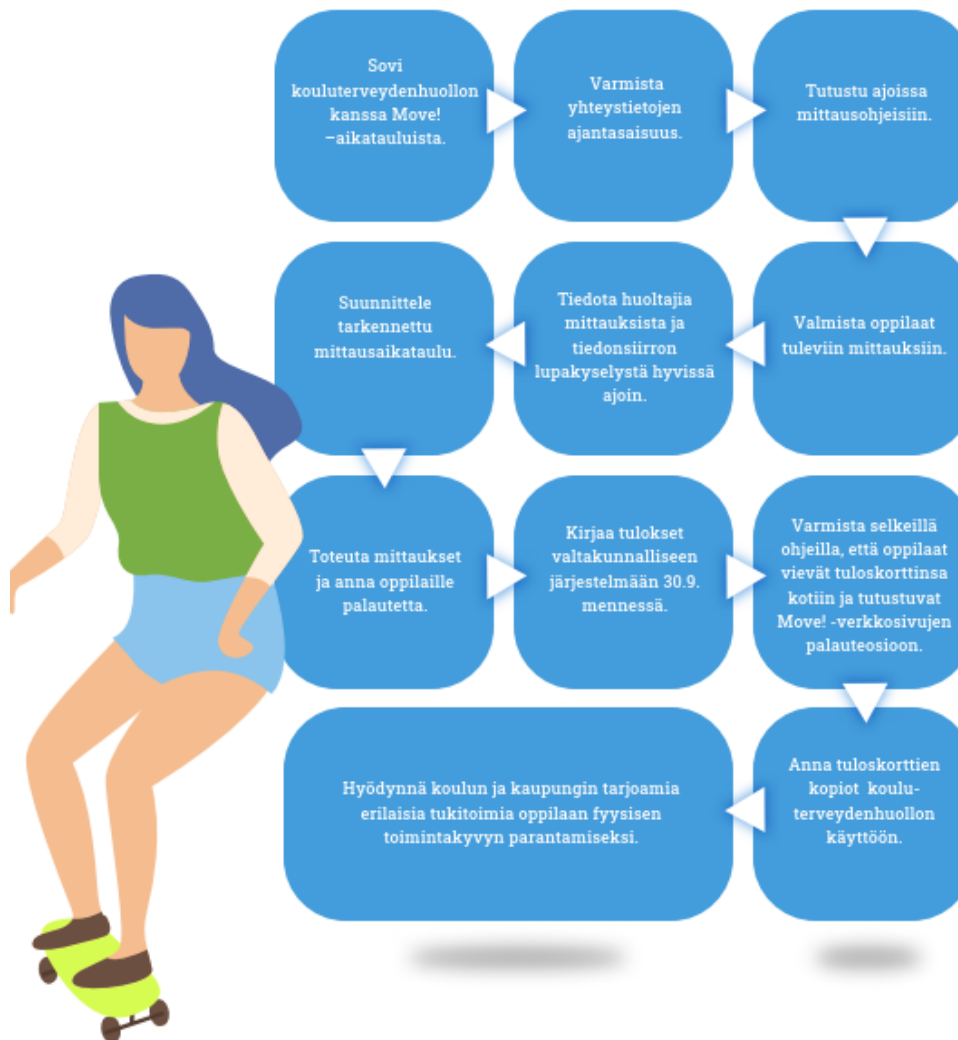 Sovi
kouluterveydenhuollon
kanssa Move!
–aikatauluista.
Varmista
yhteystietojen
ajantasaisuus.
Tutustu ajoissa
mittausohjeisiin.
Valmista oppilaat
tuleviin mittauksiin.
Tiedota huoltajia
mittauksista ja
tiedonsiirron
lupakyselystä hyvissä
ajoin.
Suunnittele
tarkennettu
mittausaikataulu.
Toteuta mittaukset
ja anna oppilaille
palautetta.
Kirjaa tulokset
valtakunnalliseen
järjestelmään 30.9.
mennessä.
Varmista selkeillä
ohjeilla, että oppilaat
vievät tuloskorttinsa
kotiin ja tutustuvat
Move! -verkkosivujen
palauteosioon.
Anna tuloskorttien
kopiot koulu-
terveydenhuollon
käyttöön.
Hyödynnä koulun ja kaupungin tarjoamia
erilaisia tukitoimia oppilaan fyysisen
toimintakyvyn parantamiseksi.